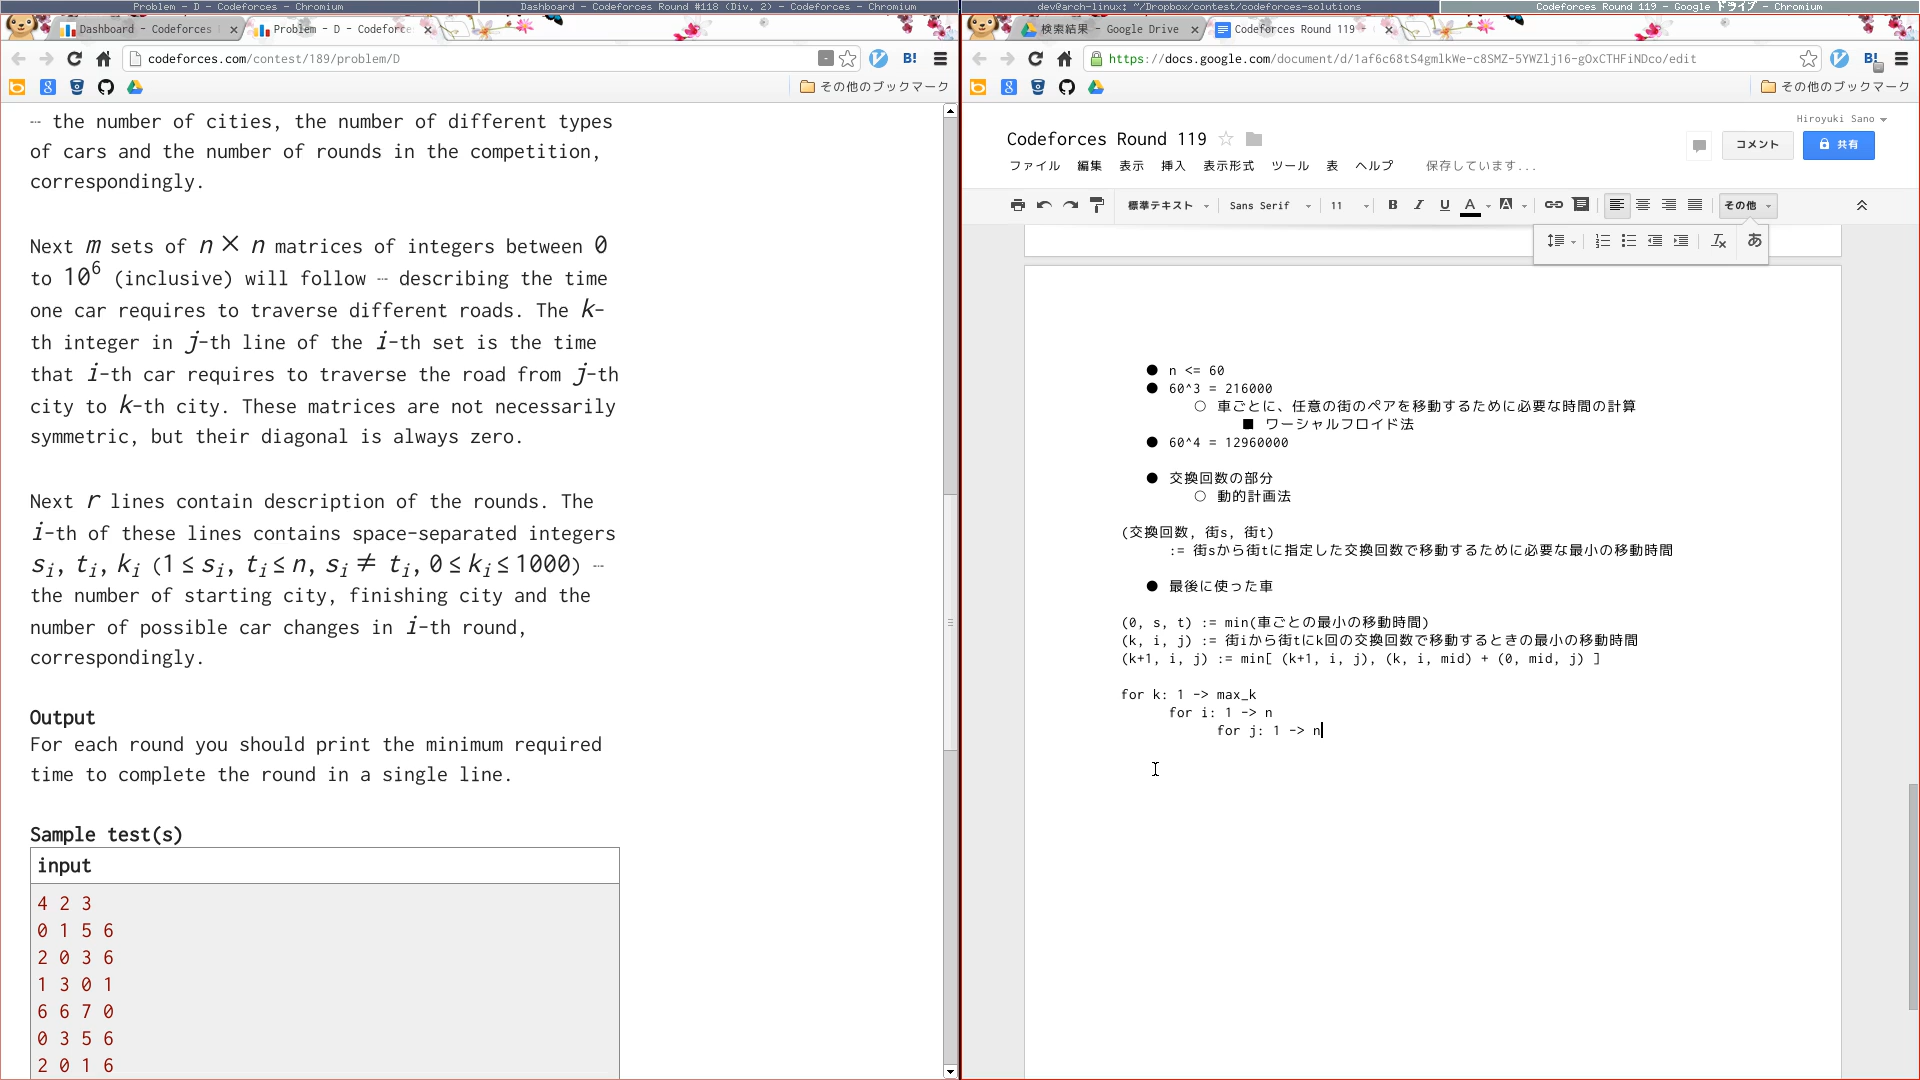 Problem - D - Codeforces - Chromium
Dashboard - Codeforces Round #118 (Div. 2) - Codeforces - Chromium
dev@arch-linux: ~/Dropbox/contest/codeforces-solutions
Codeforces Round 119 - Google ドライブ - Chromium
Dashboard - Codeforces
Problem - D - Codeforce
検索結果 - Google Drive
Codeforces Round 119 -
codeforces.com/contest/189/problem/D
https://docs.google.com/document/d/1af6c68tS4gmlkWe-c8SMZ-5YWZlj16-gOxCTHFiNDco/edit
その他のブックマーク
その他のブックマーク
-- the number of cities, the number of different types
of cars and the number of rounds in the competition,
correspondingly.
Next m sets of n × n matrices of integers between 0
to 10^6 (inclusive) will follow -- describing the time
one car requires to traverse different roads. The k-
th integer in j-th line of the i-th set is the time
that i-th car requires to traverse the road from j-th
city to k-th city. These matrices are not necessarily
symmetric, but their diagonal is always zero.
Next r lines contain description of the rounds. The
i-th of these lines contains space-separated integers
s_i, t_i, k_i (1 ≤ s_i, t_i ≤ n, s_i ≠ t_i, 0 ≤ k_i ≤ 1000) --
the number of starting city, finishing city and the
number of possible car changes in i-th round,
correspondingly.
Output
For each round you should print the minimum required
time to complete the round in a single line.
Sample test(s)
input
4 2 3
0 1 5 6
2 0 3 6
1 3 0 1
6 6 7 0
0 3 5 6
2 0 1 6
Hiroyuki Sano
Codeforces Round 119
コメント
共有
ファイル 編集 表示 挿入 表示形式 ツール 表 ヘルプ 保存しています...
標準テキスト Sans Serif 11 B I U A A その他
あ
● n <= 60
● 60^3 = 216000
○ 車ごとに、任意の街のペアを移動するために必要な時間の計算
■ ワーシャルフロイド法
● 60^4 = 12960000
● 交換回数の部分
○ 動的計画法
(交換回数, 街s, 街t)
:= 街sから街tに指定した交換回数で移動するために必要な最小の移動時間
● 最後に使った車
(0, s, t) := min(車ごとの最小の移動時間)
(k, i, j) := 街iから街tにk回の交換回数で移動するときの最小の移動時間
(k+1, i, j) := min[ (k+1, i, j), (k, i, mid) + (0, mid, j) ]
for k: 1 -> max_k
for i: 1 -> n
for j: 1 -> n